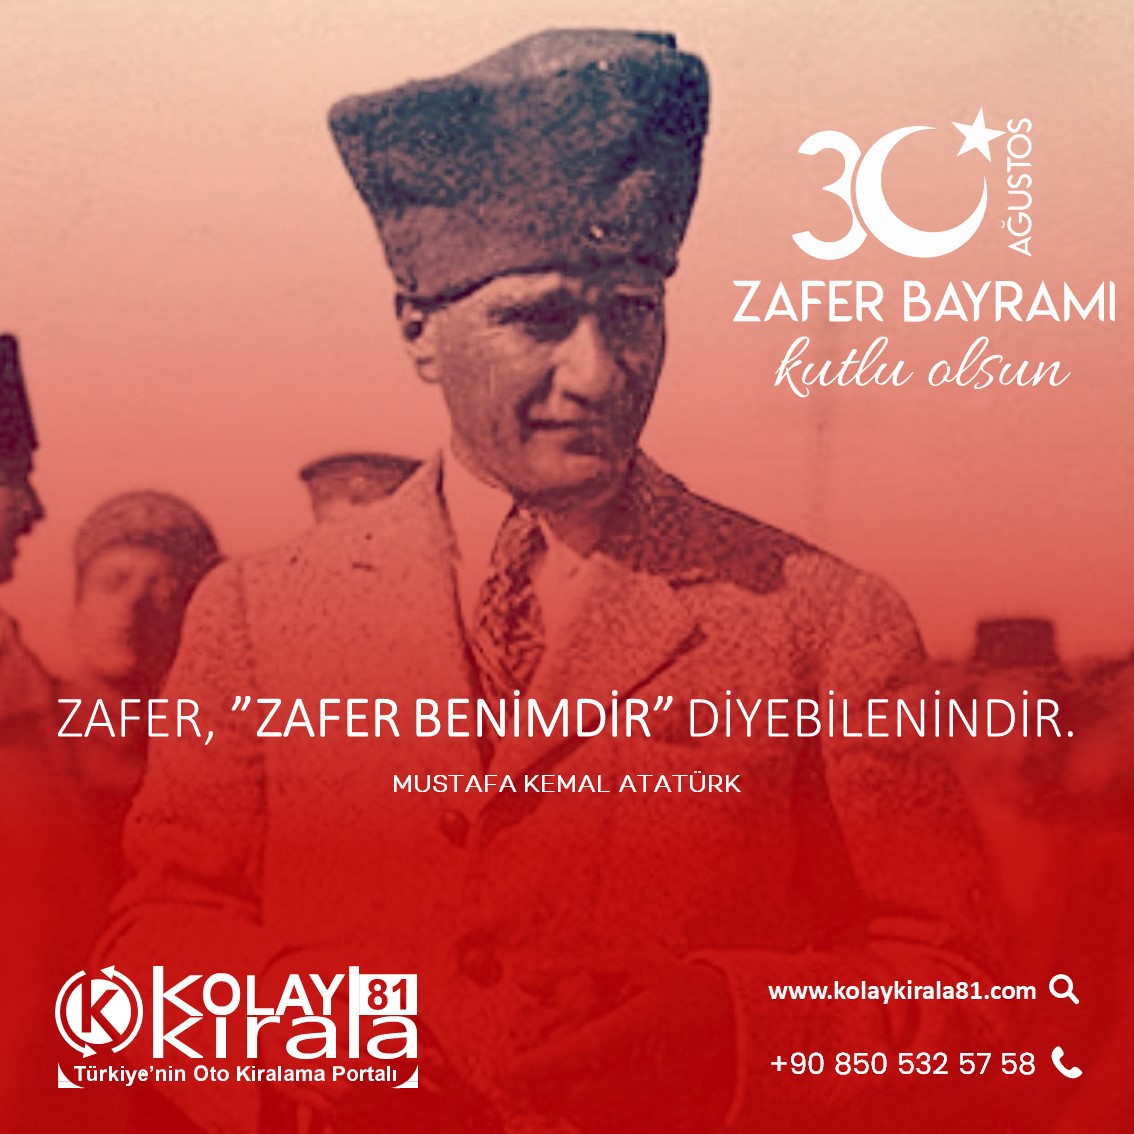 30 AĞUSTOS
ZAFER BAYRAMI
kutlu olsun
ZAFER, ”ZAFER BENİMDİR” DİYEBİLENİNDİR.
MUSTAFA KEMAL ATATÜRK
K KOLAY 81
kirala
Türkiye’nin Oto Kiralama Portalı
www.kolaykirala81.com
+90 850 532 57 58